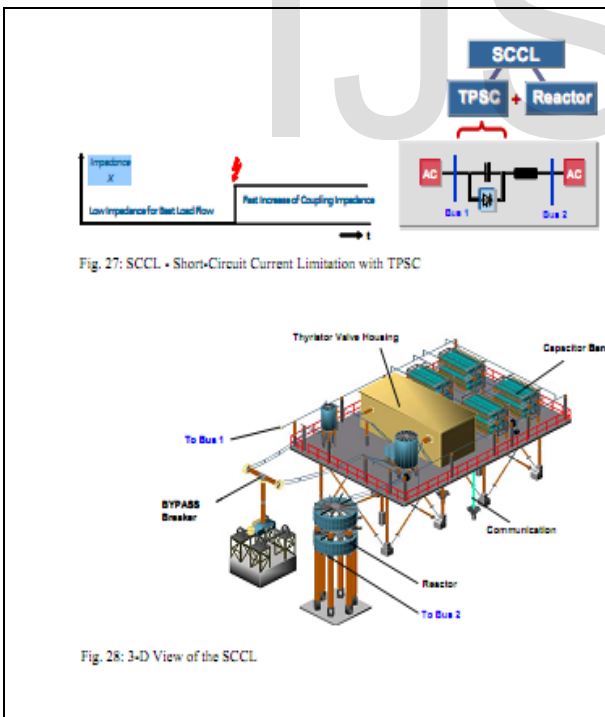 IJS
SCCL
TPSC + Reactor
Impedance
X
Low Impedance for Best Load Flow
Fast Increase of Coupling Impedance
t
AC
AC
Bus 1
Bus 2
Fig. 27: SCCL - Short-Circuit Current Limitation with TPSC
Thyristor Valve Housing
Capacitor Ban
To Bus 1
BYPASS
Breaker
Communication
Reactor
To Bus 2
Fig. 28: 3-D View of the SCCL